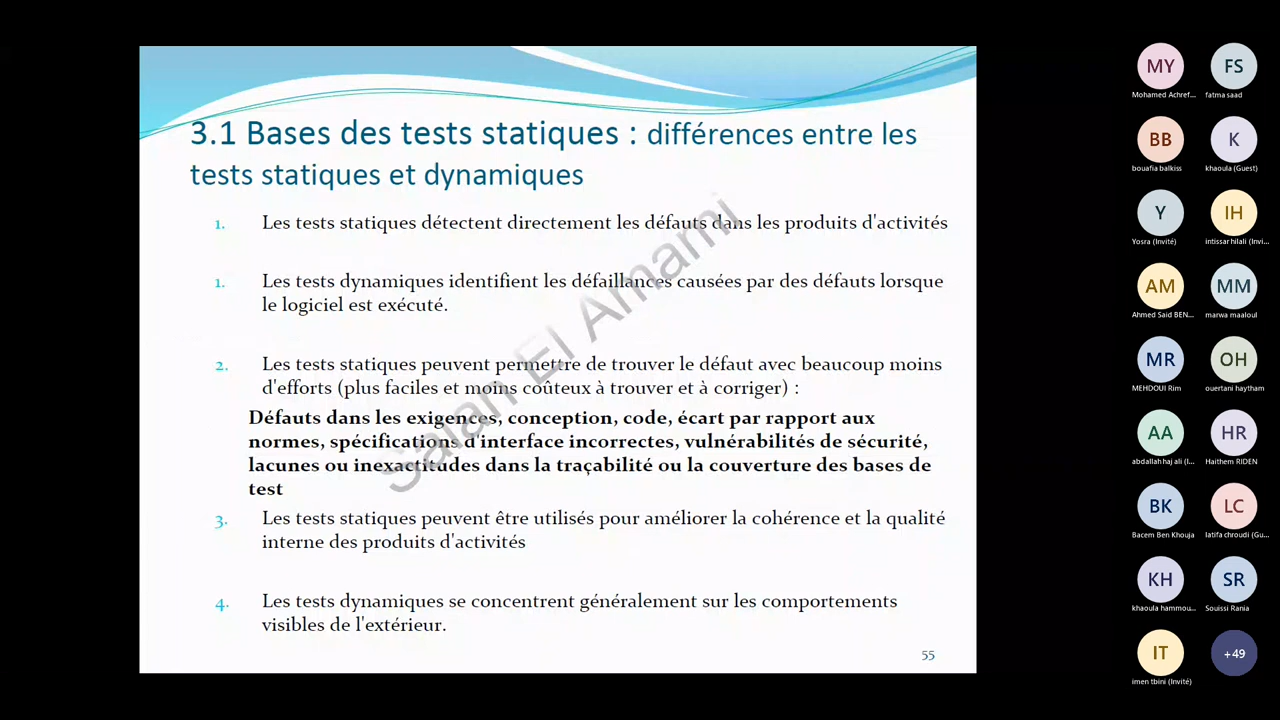 3.1 Bases des tests statiques : différences entre les
tests statiques et dynamiques
1. Les tests statiques détectent directement les défauts dans les produits d'activités
1. Les tests dynamiques identifient les défaillances causées par des défauts lorsque
le logiciel est exécuté.
2. Les tests statiques peuvent permettre de trouver le défaut avec beaucoup moins
d'efforts (plus faciles et moins coûteux à trouver et à corriger) :
Défauts dans les exigences, conception, code, écart par rapport aux
normes, spécifications d'interface incorrectes, vulnérabilités de sécurité,
lacunes ou inexactitudes dans la traçabilité ou la couverture des bases de
test
3. Les tests statiques peuvent être utilisés pour améliorer la cohérence et la qualité
interne des produits d'activités
4. Les tests dynamiques se concentrent généralement sur les comportements
visibles de l'extérieur.
55
Salah El Amami
MY FS
Mohamed Achref... fatma saad
BB K
bouafia balkiss khaoula (Guest)
Y IH
Yosra (Invité) intissar hilali (Invi...
AM MM
Ahmed Said BEN... marwa maaloul
MR OH
MEHDOUI Rim ouertani haytham
AA HR
abdallah haj ali (I... Haithem RIDEN
BK LC
Bacem Ben Khouja latifa chroudi (Gu...
KH SR
khaoula hammou... Souissi Rania
IT +49
imen tbini (Invité)